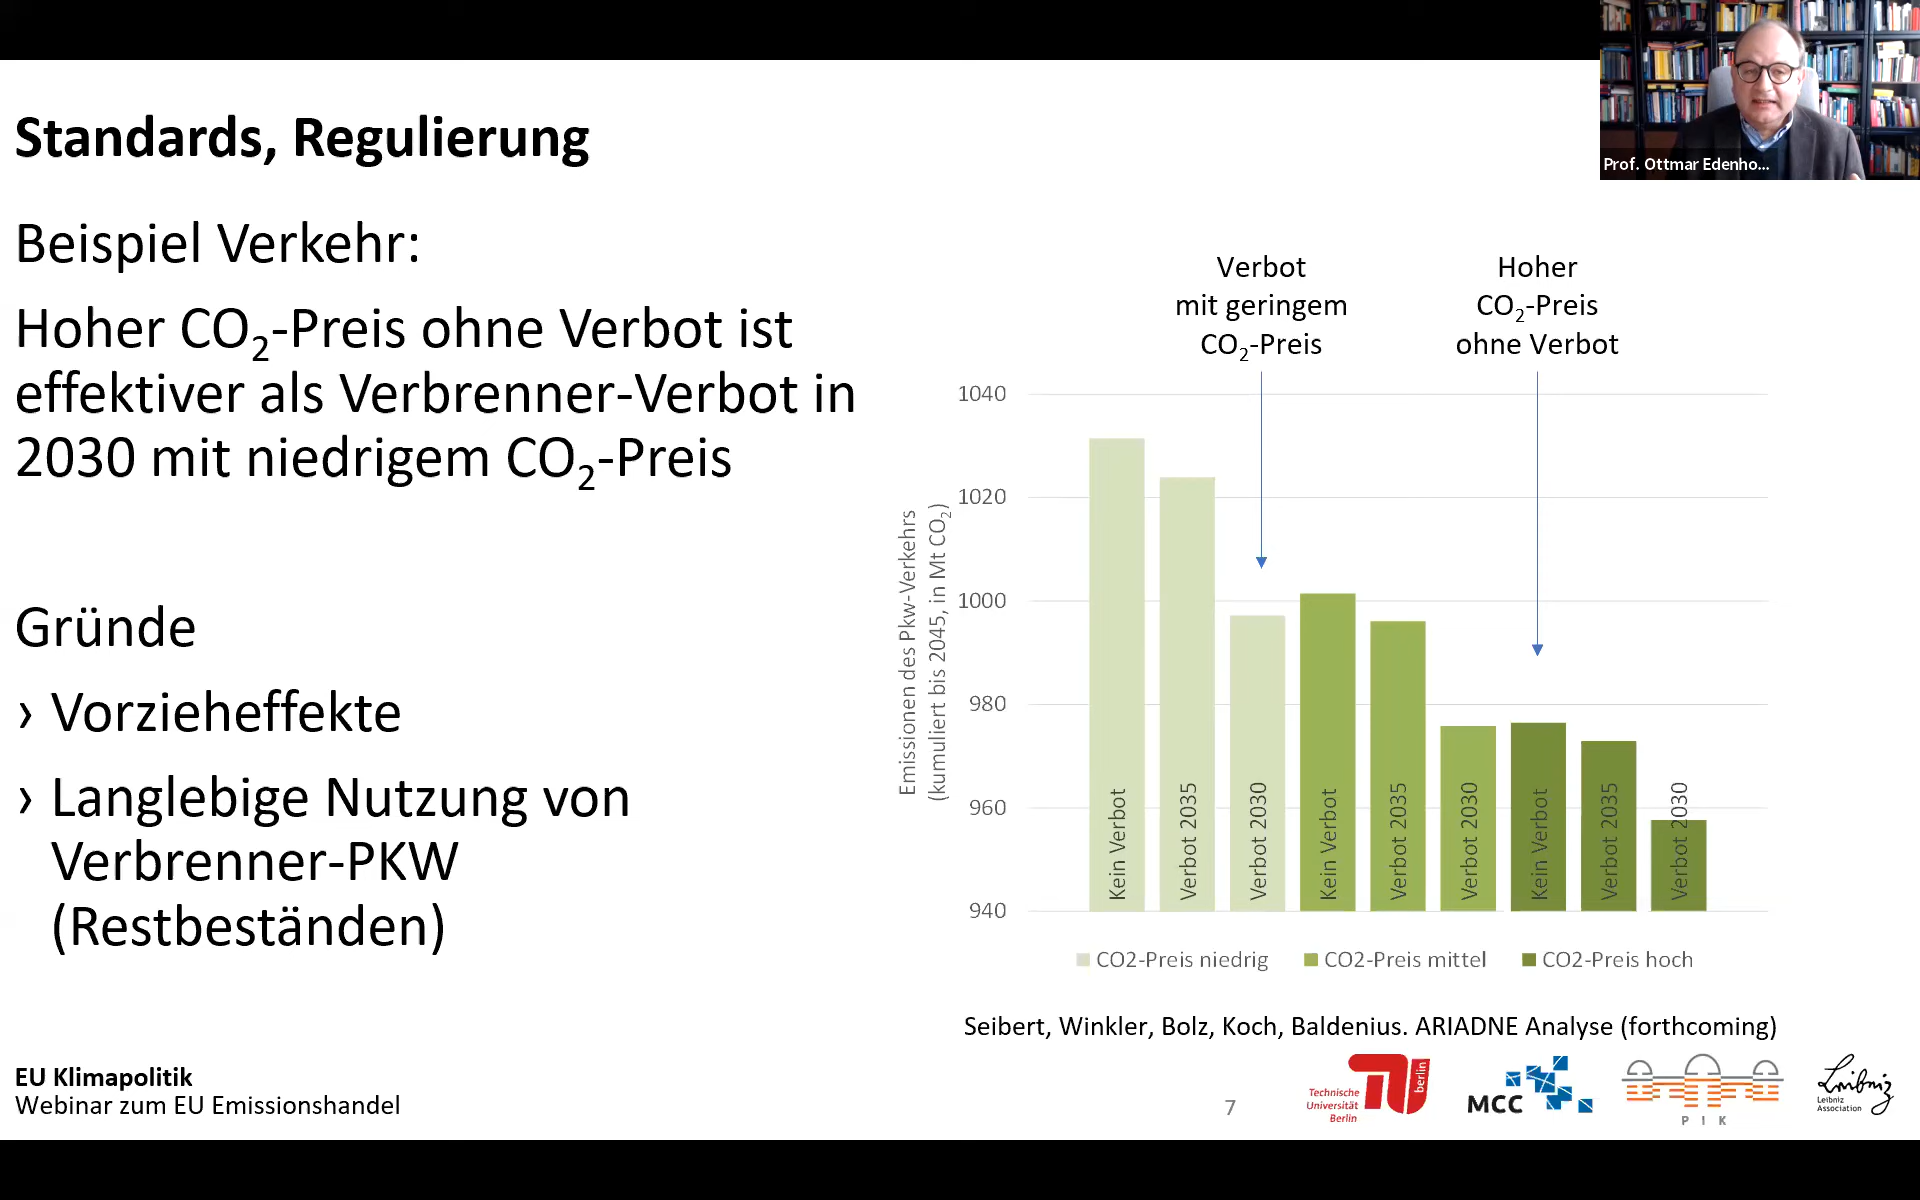 Prof. Ottmar Edenho...
Standards, Regulierung
Beispiel Verkehr:
Hoher CO₂-Preis ohne Verbot ist
effektiver als Verbrenner-Verbot in
2030 mit niedrigem CO₂-Preis
Gründe
› Vorzieheffekte
› Langlebige Nutzung von
Verbrenner-PKW
(Restbeständen)
Verbot
mit geringem
CO₂-Preis
Hoher
CO₂-Preis
ohne Verbot
Emissionen des Pkw-Verkehrs
(kumuliert bis 2045, in Mt CO₂)
1040
1020
1000
980
960
940
Kein Verbot
Verbot 2035
Verbot 2030
Kein Verbot
Verbot 2035
Verbot 2030
Kein Verbot
Verbot 2035
Verbot 2030
CO2-Preis niedrig
CO2-Preis mittel
CO2-Preis hoch
Seibert, Winkler, Bolz, Koch, Baldenius. ARIADNE Analyse (forthcoming)
EU Klimapolitik
Webinar zum EU Emissionshandel
7
Technische
Universität
Berlin
berlin
MCC
P I K
Leibniz
Leibniz
Association